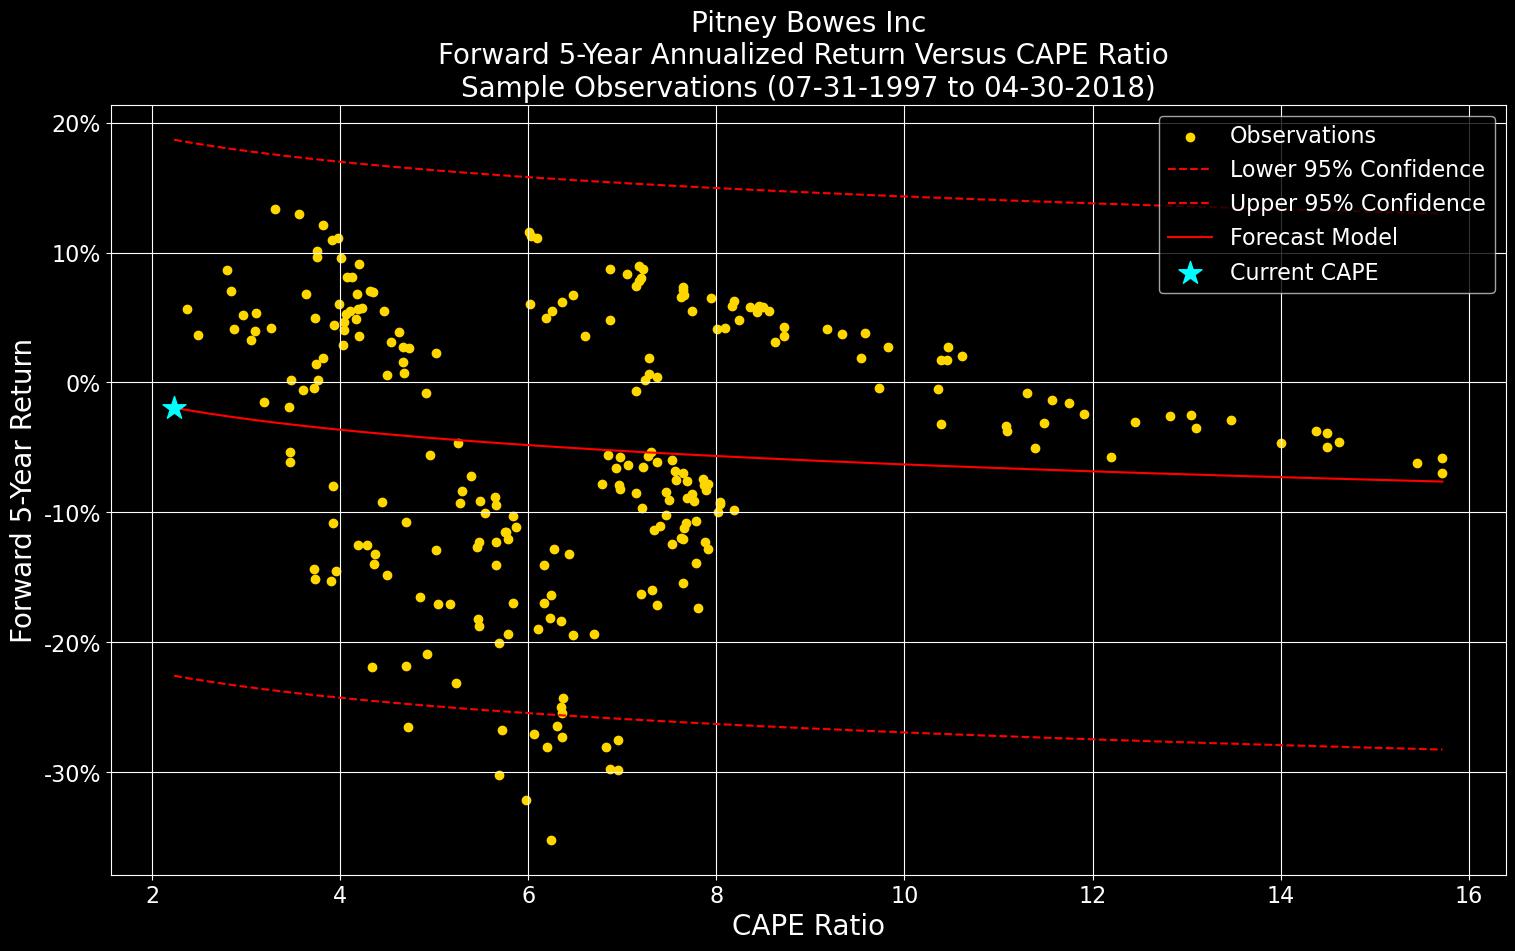 Pitney Bowes Inc
Forward 5-Year Annualized Return Versus CAPE Ratio
Sample Observations (07-31-1997 to 04-30-2018)
Observations
Lower 95% Confidence
Upper 95% Confidence
Forecast Model
Current CAPE
Forward 5-Year Return
20%
10%
0%
-10%
-20%
-30%
2 4 6 8 10 12 14 16
CAPE Ratio